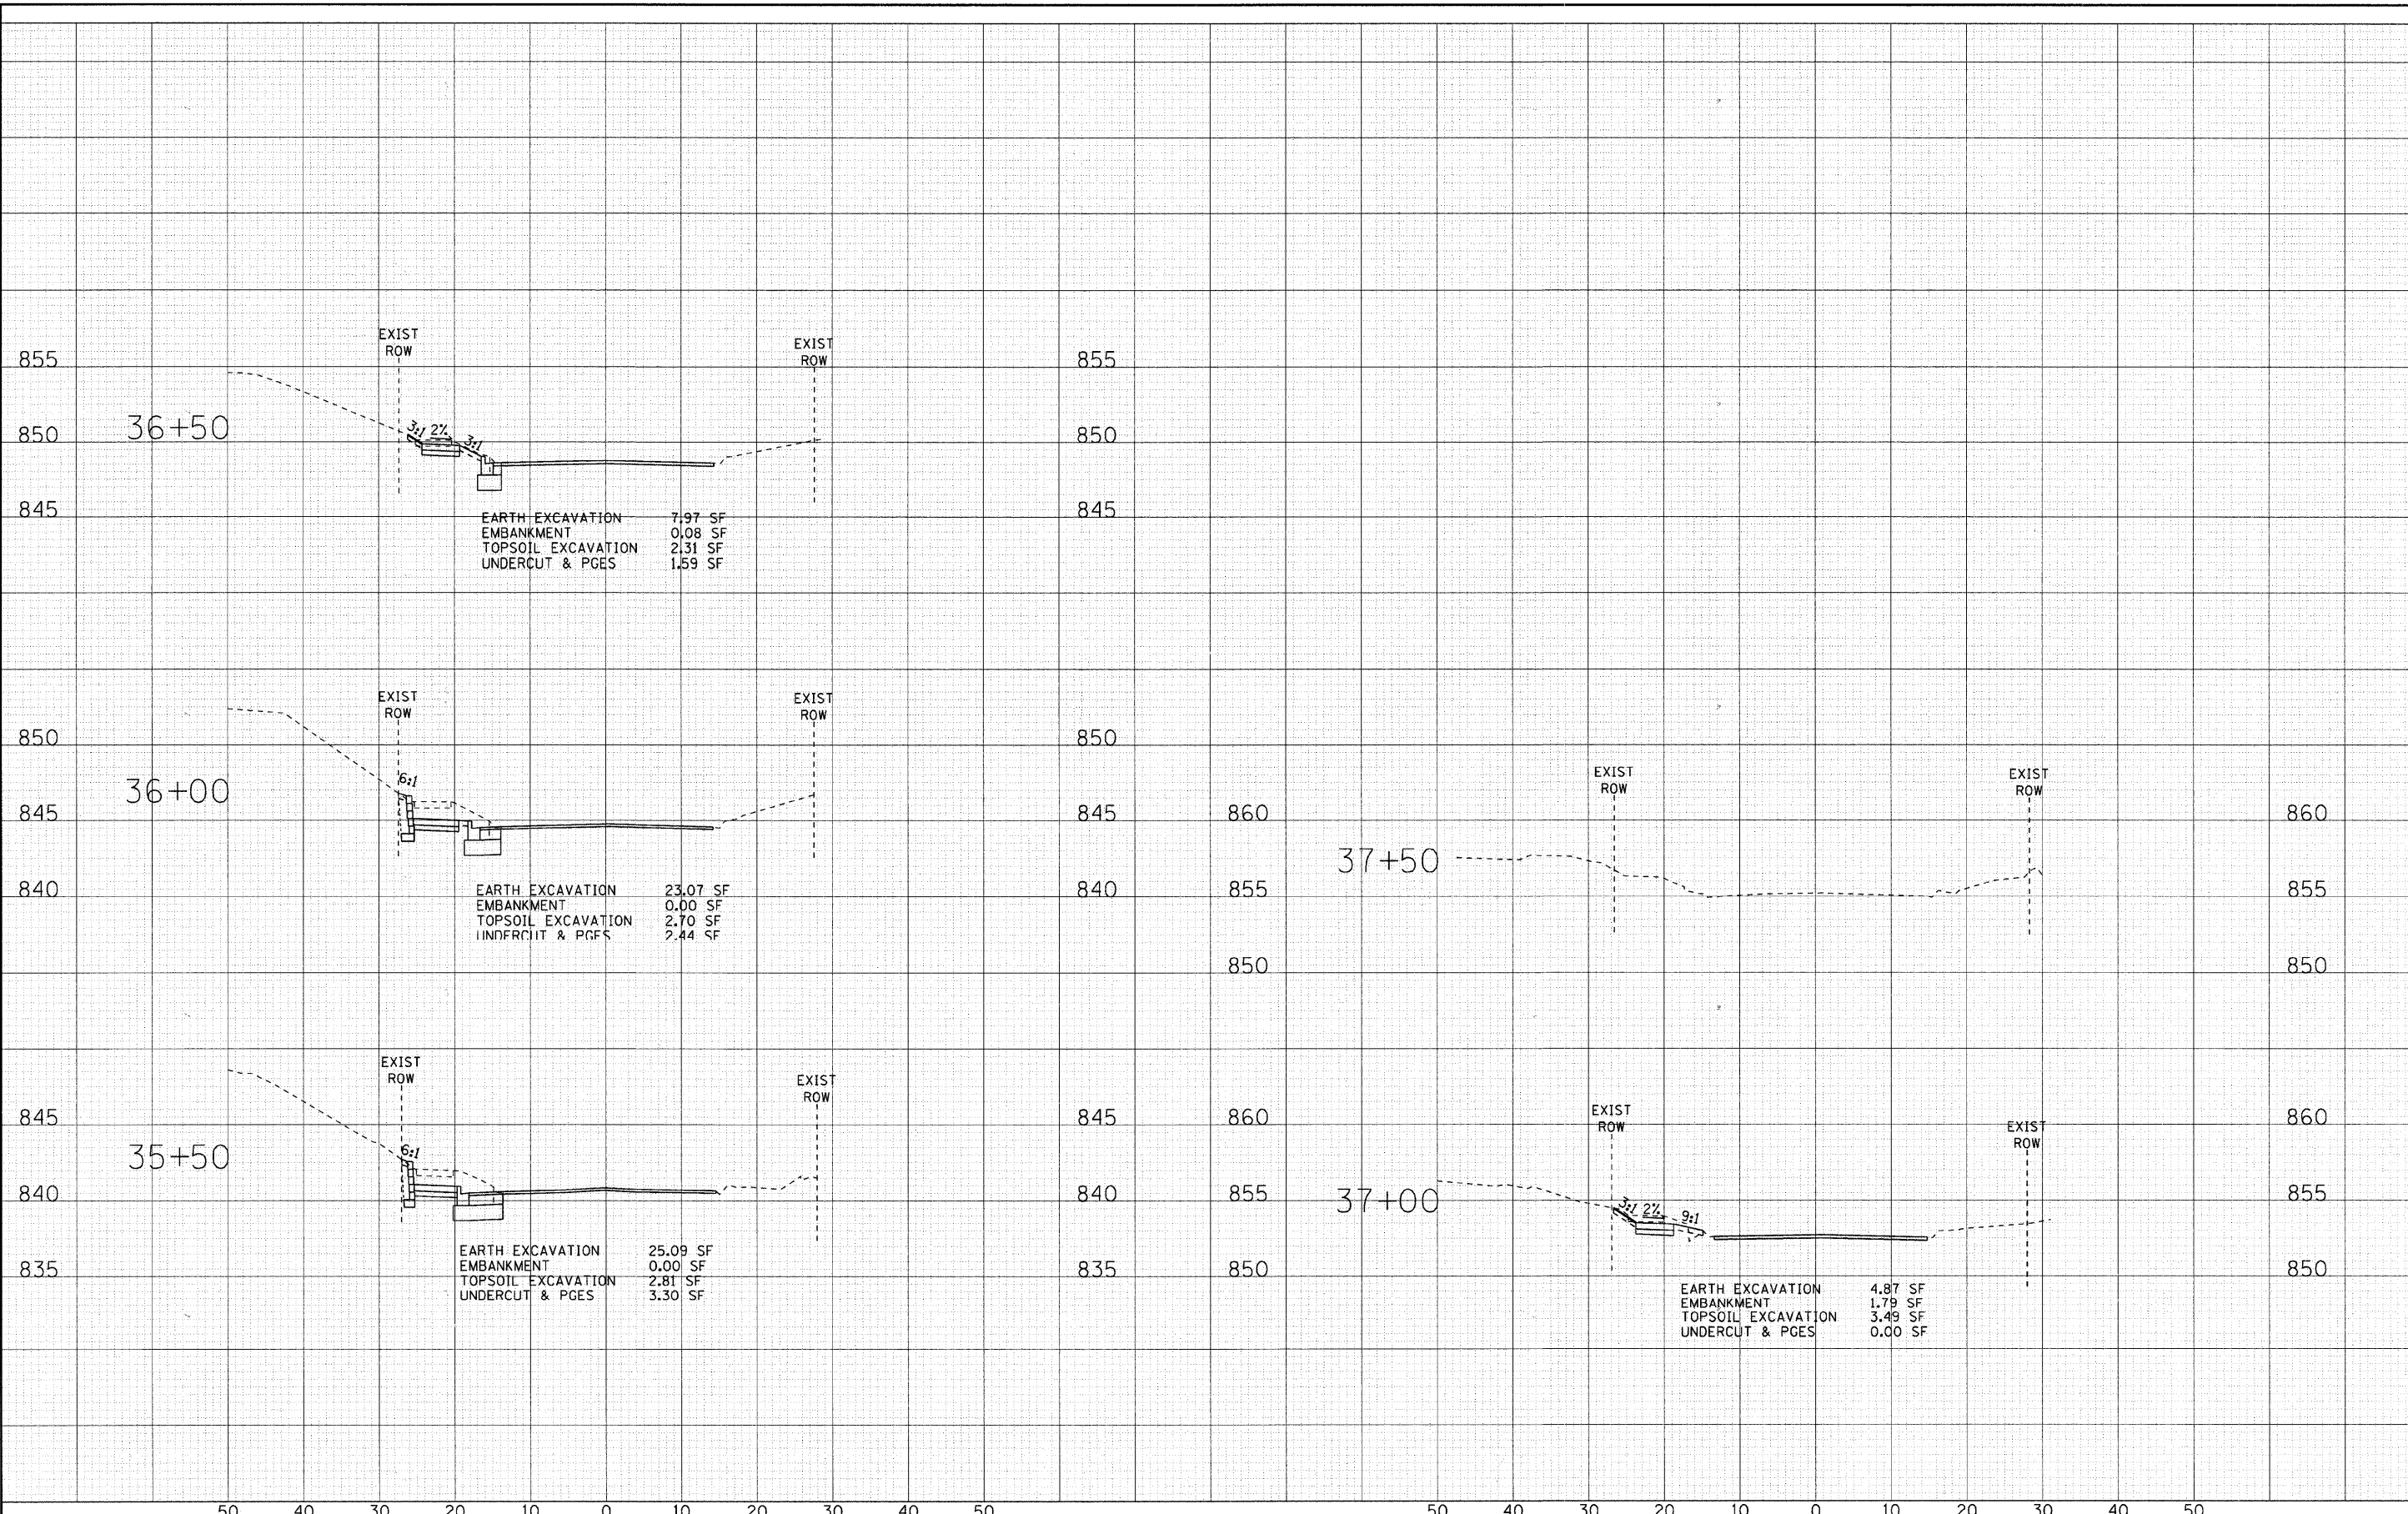 EXIST
ROW
EXIST
ROW
855
855
36+50
3:1 2% 3:1
850
850
845
845
EARTH EXCAVATION 7.97 SF
EMBANKMENT 0.08 SF
TOPSOIL EXCAVATION 2.31 SF
UNDERCUT & PGES 1.59 SF
EXIST
ROW
EXIST
ROW
850
850
36+00
6:1
845
845
840
840
EARTH EXCAVATION 23.07 SF
EMBANKMENT 0.00 SF
TOPSOIL EXCAVATION 2.70 SF
UNDERCUT & PGES 2.44 SF
EXIST
ROW
EXIST
ROW
845
845
35+50
6:1
840
840
835
835
EARTH EXCAVATION 25.09 SF
EMBANKMENT 0.00 SF
TOPSOIL EXCAVATION 2.81 SF
UNDERCUT & PGES 3.30 SF
50 40 30 20 10 0 10 20 30 40 50
EXIST
ROW
EXIST
ROW
860
860
37+50
855
855
850
850
EXIST
ROW
EXIST
ROW
860
860
37+00
3:1 2% 9:1
855
855
850
850
EARTH EXCAVATION 4.87 SF
EMBANKMENT 1.79 SF
TOPSOIL EXCAVATION 3.49 SF
UNDERCUT & PGES 0.00 SF
50 40 30 20 10 0 10 20 30 40 50